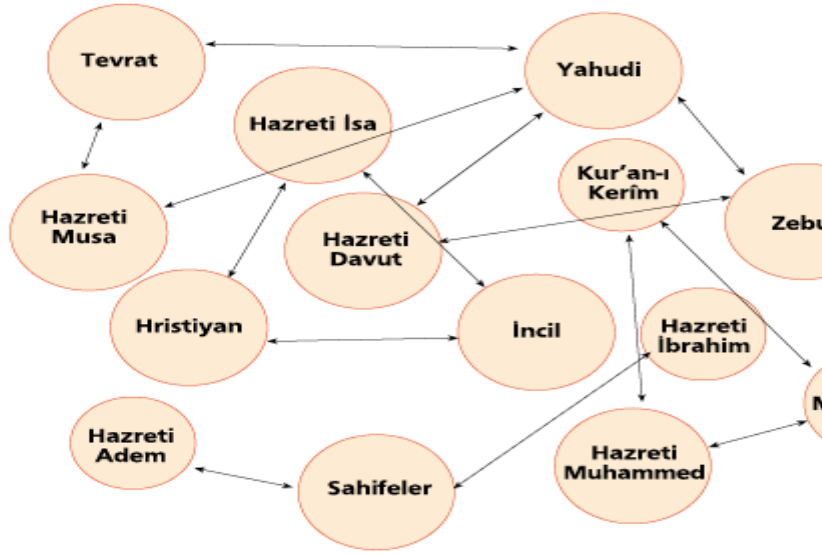 Tevrat
Yahudi
Hazreti İsa
Kur'an-ı
Kerîm
Hazreti
Musa
Hazreti
Davut
Zebu
Hristiyan
İncil
Hazreti
İbrahim
M
Hazreti
Adem
Sahifeler
Hazreti
Muhammed